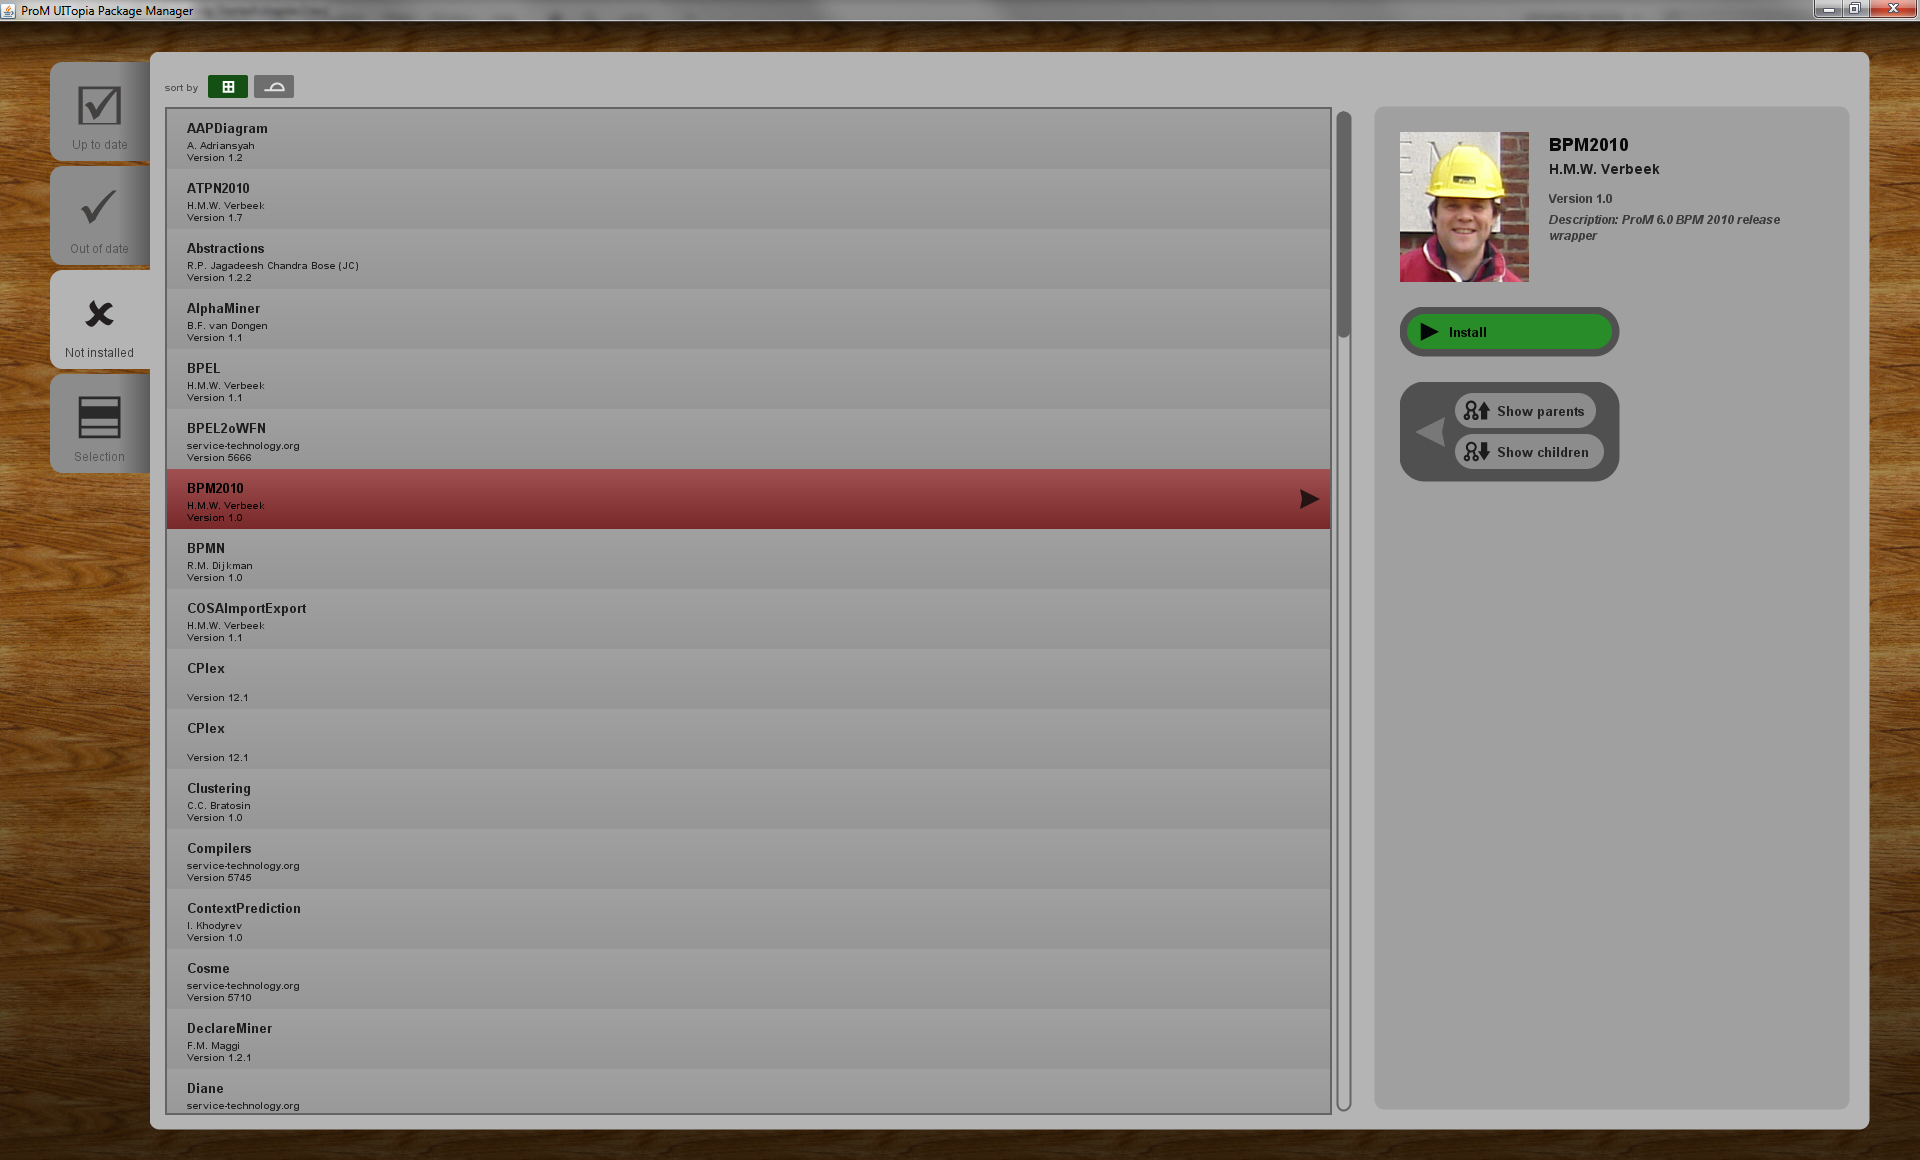 ProM UITopia Package Manager
Up to date
Out of date
Not installed
Selection
sort by
AAPDiagram
A. Adriansyah
Version 1.2
ATPN2010
H.M.W. Verbeek
Version 1.7
Abstractions
R.P. Jagadeesh Chandra Bose (JC)
Version 1.2.2
AlphaMiner
B.F. van Dongen
Version 1.1
BPEL
H.M.W. Verbeek
Version 1.1
BPEL2oWFN
service-technology.org
Version 5666
BPM2010
H.M.W. Verbeek
Version 1.0
BPMN
R.M. Dijkman
Version 1.0
COSAImportExport
H.M.W. Verbeek
Version 1.1
CPlex
Version 12.1
CPlex
Version 12.1
Clustering
C.C. Bratosin
Version 1.0
Compilers
service-technology.org
Version 5745
ContextPrediction
I. Khodyrev
Version 1.0
Cosme
service-technology.org
Version 5710
DeclareMiner
F.M. Maggi
Version 1.2.1
Diane
service-technology.org
BPM2010
H.M.W. Verbeek
Version 1.0
Description: ProM 6.0 BPM 2010 release
wrapper
Install
Show parents
Show children